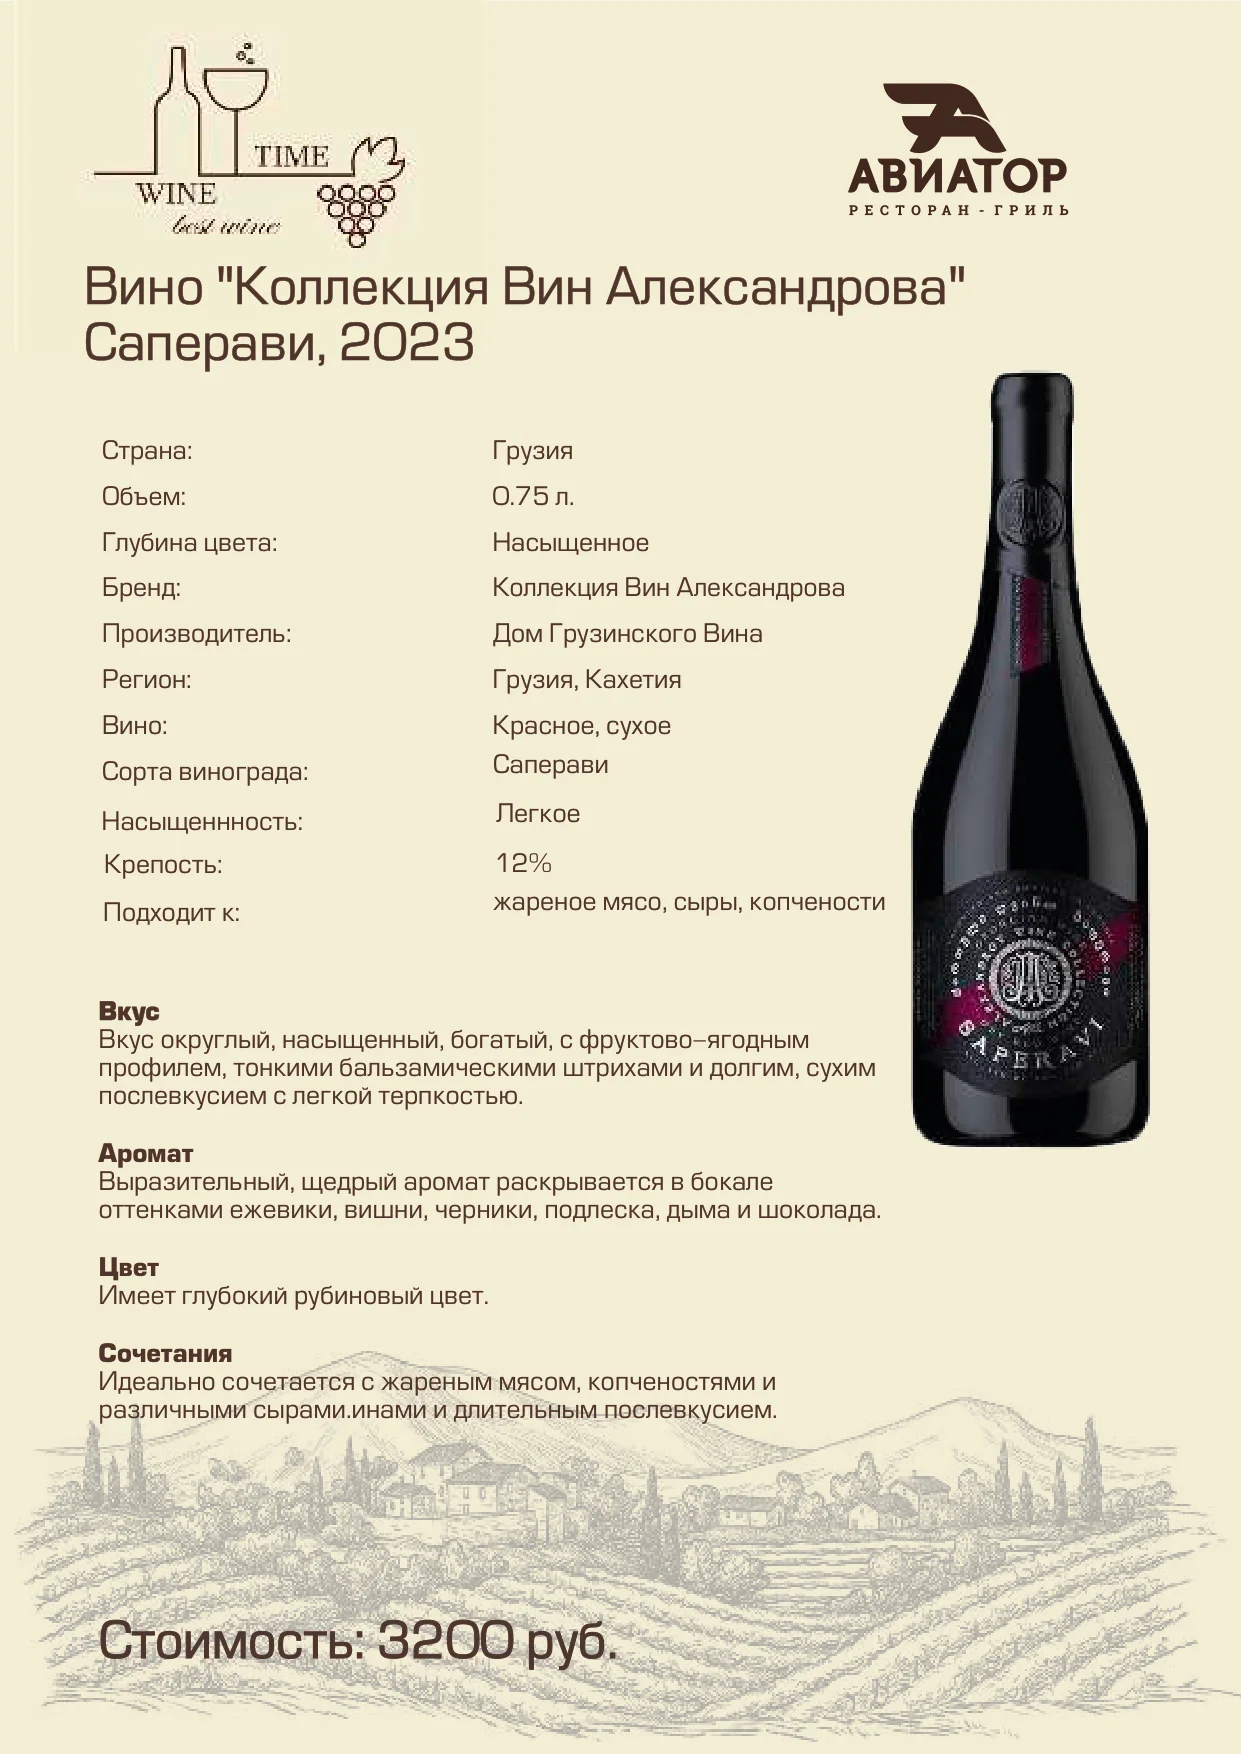 TIME
WINE
best wine
АВИАТОР
РЕСТОРАН - ГРИЛЬ
Вино "Коллекция Вин Александрова"
Саперави, 2023
Страна: Грузия
Объем: 0.75 л.
Глубина цвета: Насыщенное
Бренд: Коллекция Вин Александрова
Производитель: Дом Грузинского Вина
Регион: Грузия, Кахетия
Вино: Красное, сухое
Сорта винограда: Саперави
Насыщеннность: Легкое
Крепость: 12%
Подходит к: жареное мясо, сыры, копчености
Вкус
Вкус округлый, насыщенный, богатый, с фруктово-ягодным
профилем, тонкими бальзамическими штрихами и долгим, сухим
послевкусием с легкой терпкостью.
Аромат
Выразительный, щедрый аромат раскрывается в бокале
оттенками ежевики, вишни, черники, подлеска, дыма и шоколада.
Цвет
Имеет глубокий рубиновый цвет.
Сочетания
Идеально сочетается с жареным мясом, копченостями и
различными сырами.инами и длительным послевкусием.
SAPERAVI
Стоимость: 3200 руб.